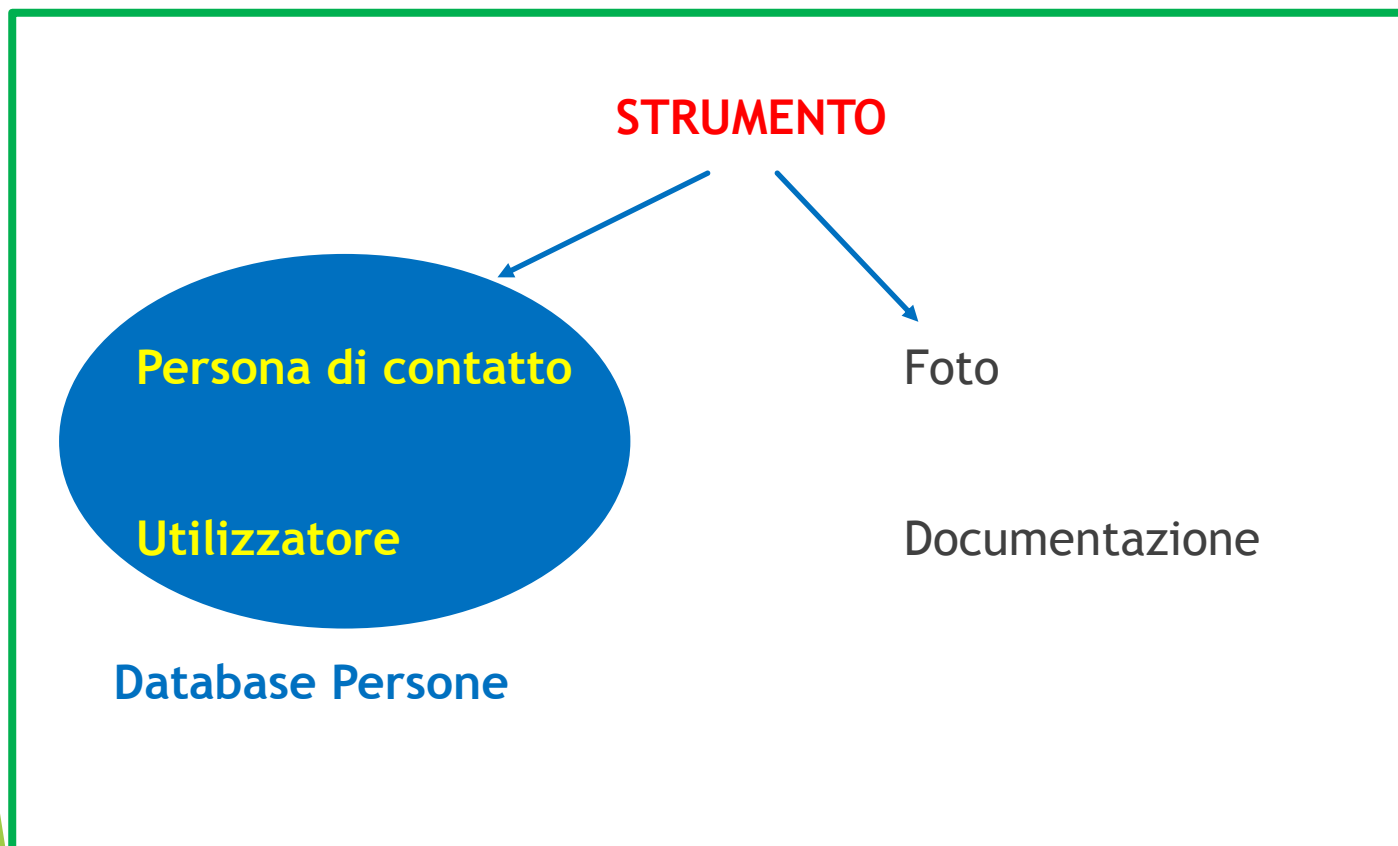 STRUMENTO
Persona di contatto
Foto
Utilizzatore
Documentazione
Database Persone